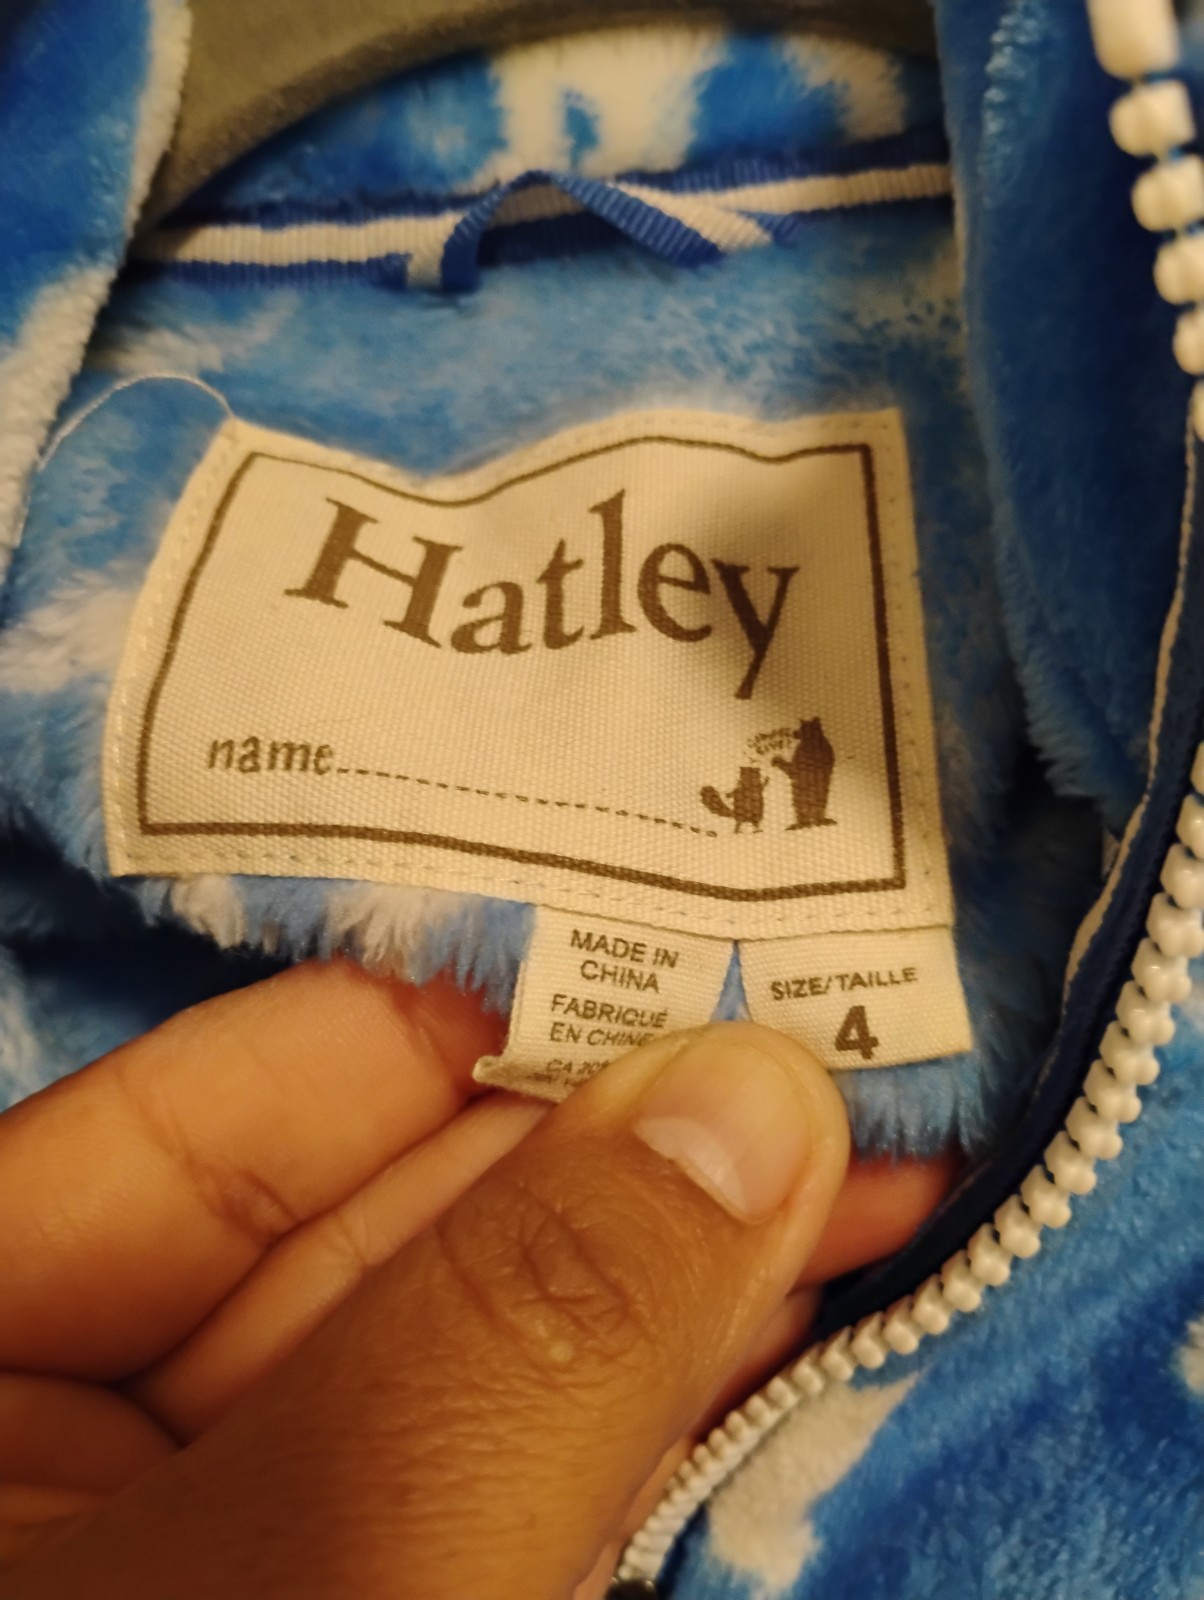 Hatley
name
MADE IN
CHINA
FABRIQUÉ
EN CHINE
SIZE/TAILLE
4